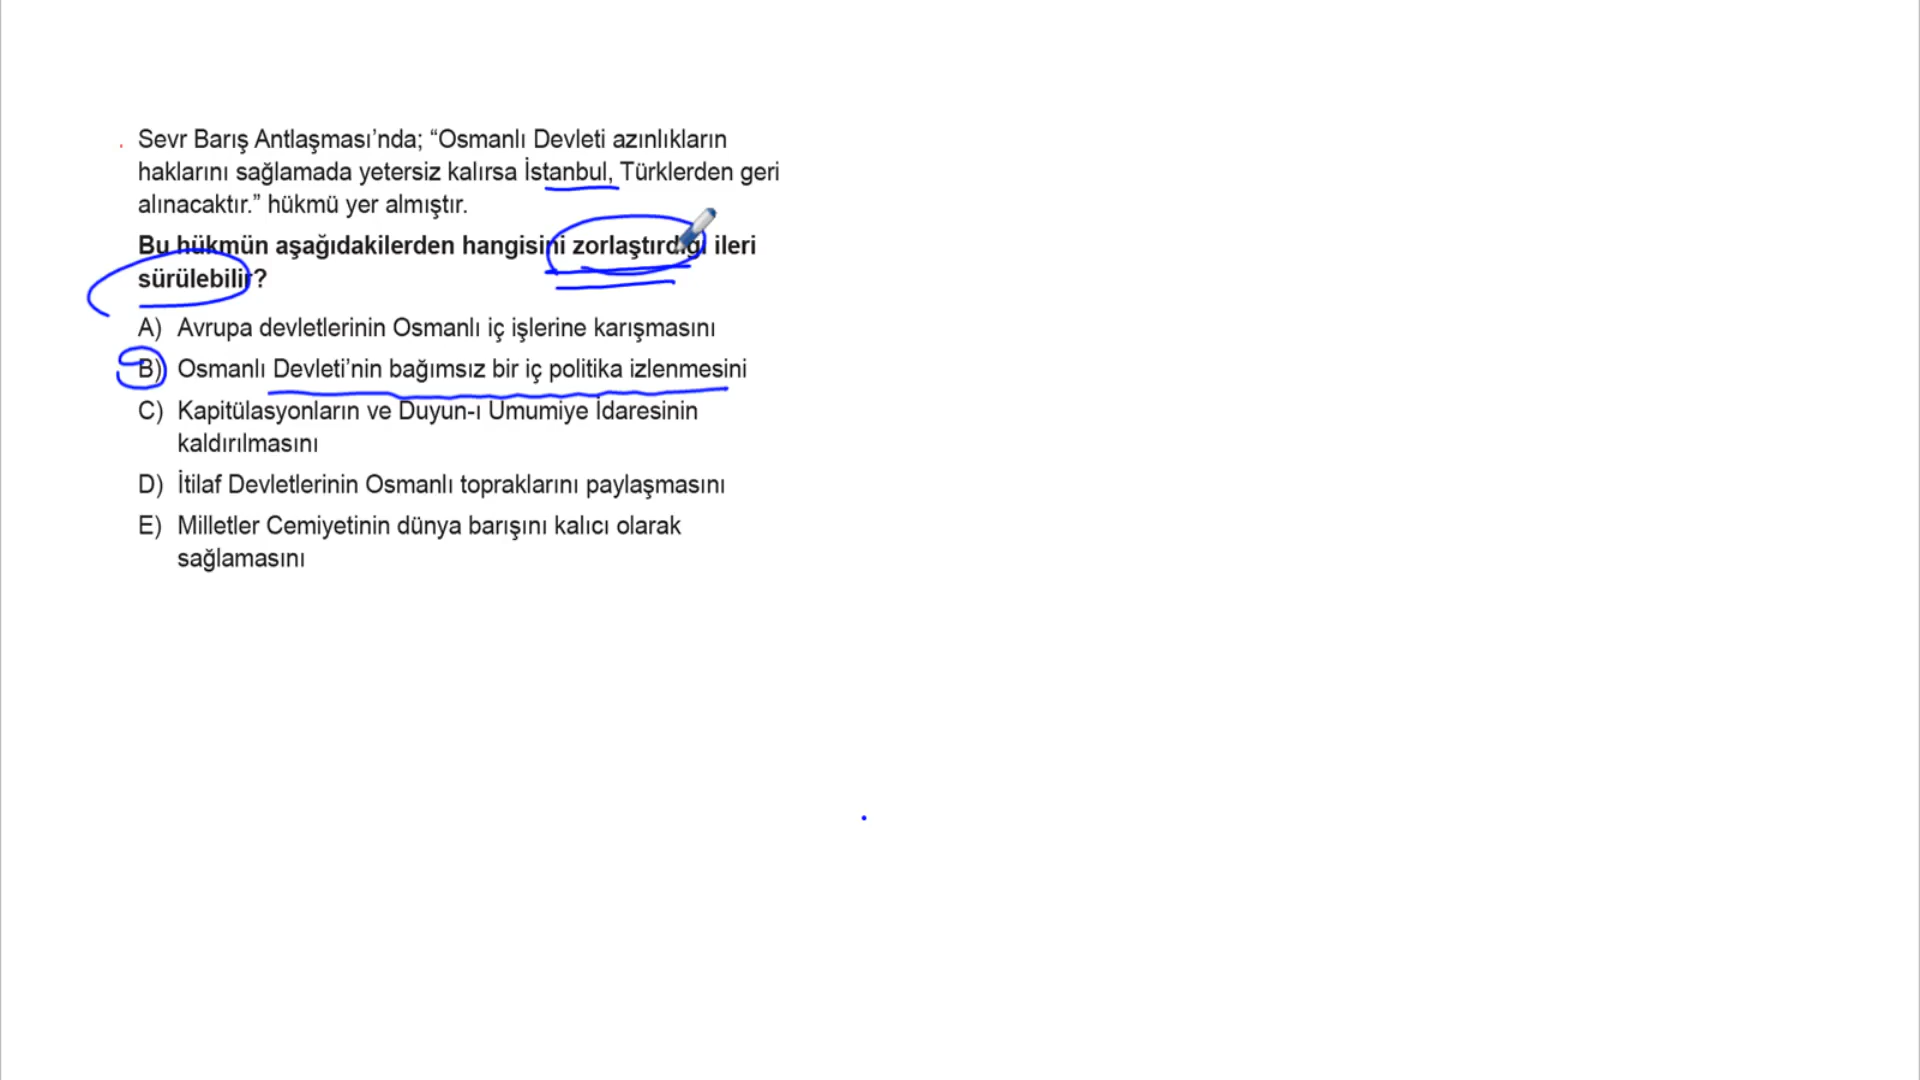 Sevr Barış Antlaşması’nda; “Osmanlı Devleti azınlıkların
haklarını sağlamada yetersiz kalırsa İstanbul, Türklerden geri
alınacaktır.” hükmü yer almıştır.
Bu hükmün aşağıdakilerden hangisini zorlaştırdığı ileri
sürülebilir?
A) Avrupa devletlerinin Osmanlı iç işlerine karışmasını
B) Osmanlı Devleti’nin bağımsız bir iç politika izlenmesini
C) Kapitülasyonların ve Duyun-ı Umumiye İdaresinin
kaldırılmasını
D) İtilaf Devletlerinin Osmanlı topraklarını paylaşmasını
E) Milletler Cemiyetinin dünya barışını kalıcı olarak
sağlamasını